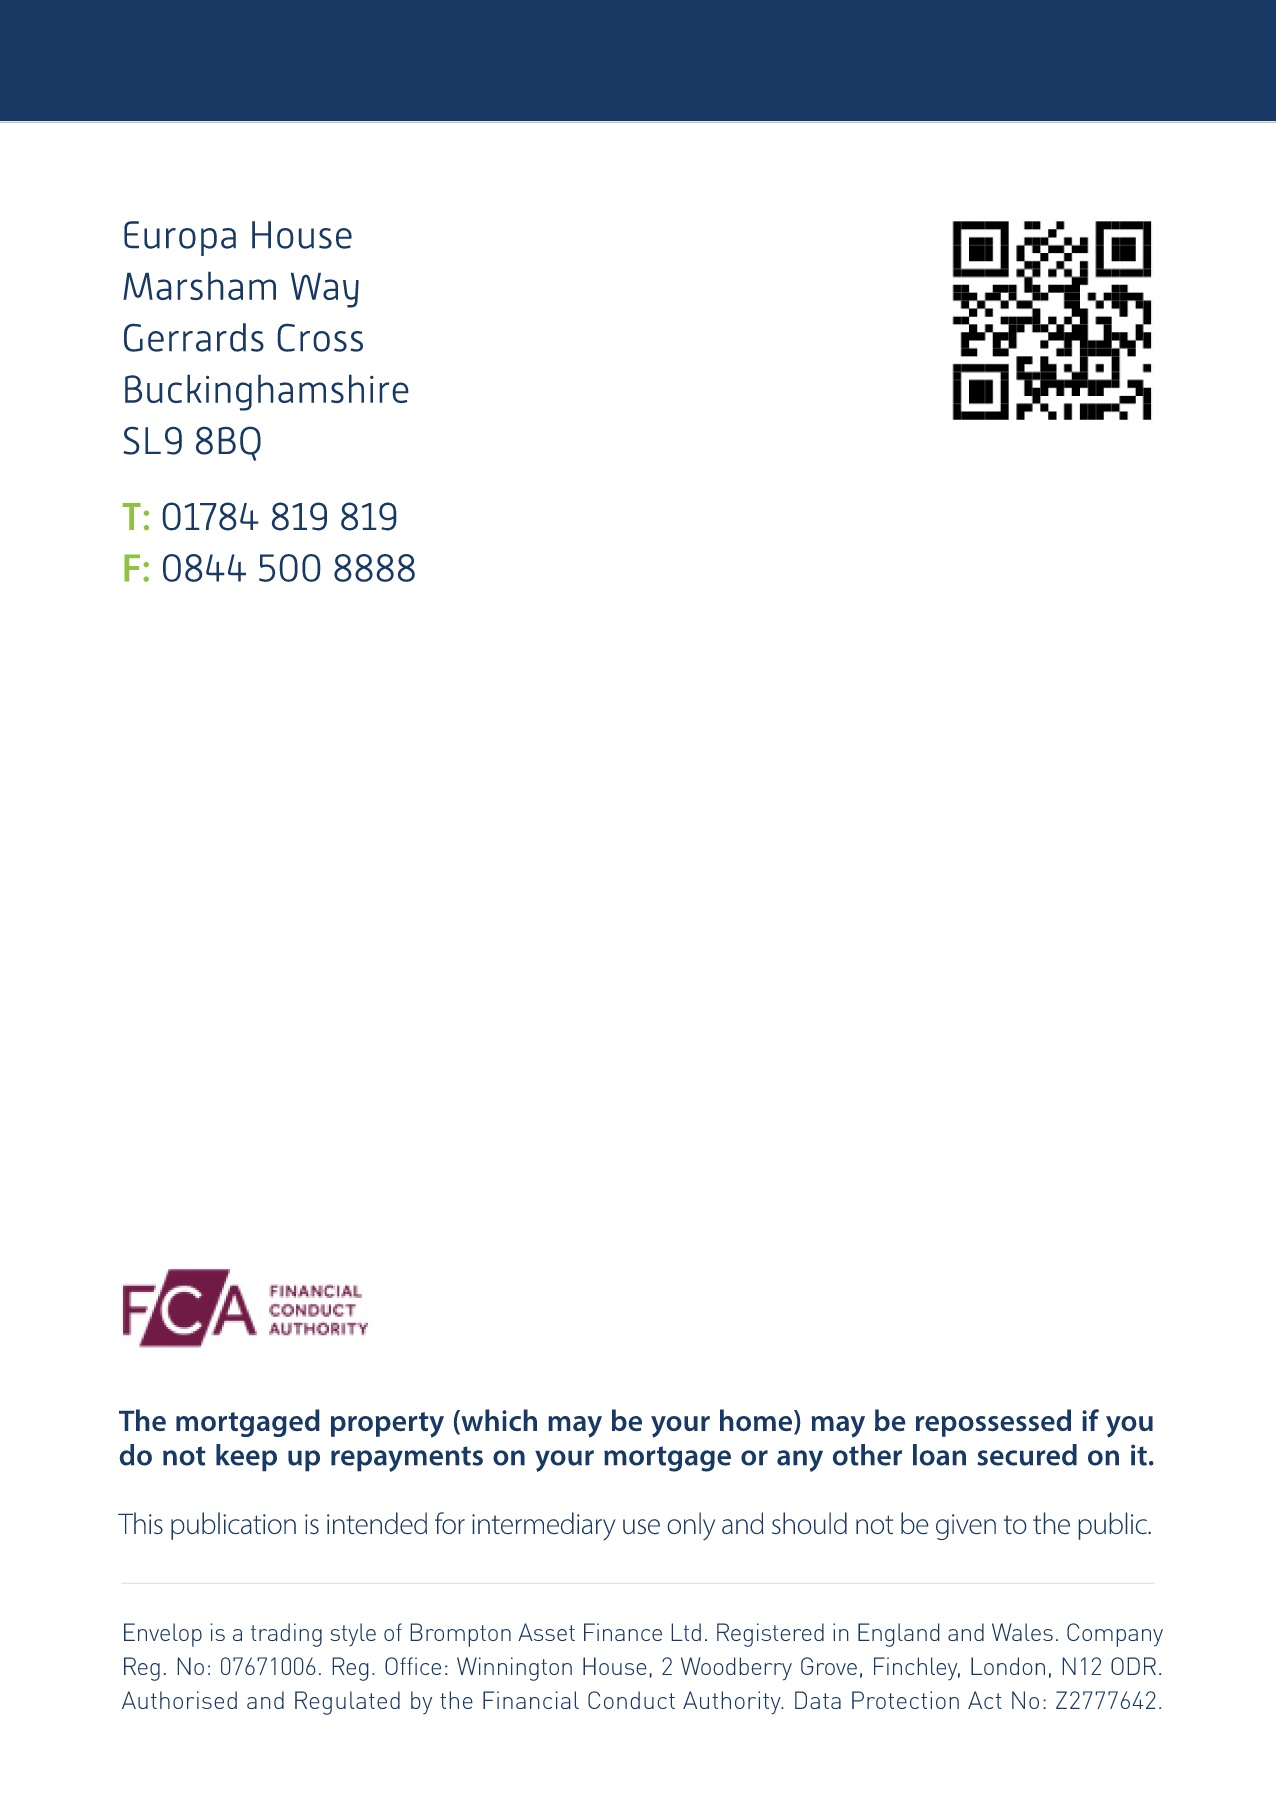 Europa House
Marsham Way
Gerrards Cross
Buckinghamshire
SL9 8BQ
T: 01784 819 819
F: 0844 500 8888
FCA
FINANCIAL
CONDUCT
AUTHORITY
The mortgaged property (which may be your home) may be repossessed if you
do not keep up repayments on your mortgage or any other loan secured on it.
This publication is intended for intermediary use only and should not be given to the public.
Envelop is a trading style of Brompton Asset Finance Ltd. Registered in England and Wales. Company
Reg. No: 07671006. Reg. Office: Winnington House, 2 Woodberry Grove, Finchley, London, N12 0DR.
Authorised and Regulated by the Financial Conduct Authority. Data Protection Act No: Z2777642.